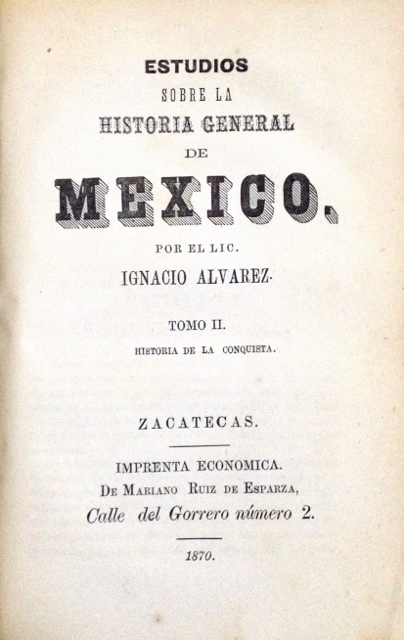 ESTUDIOS
SOBRE LA
HISTORIA GENERAL
DE
MEXICO.
POR EL LIC.
IGNACIO ALVAREZ.
TOMO II.
HISTORIA DE LA CONQUISTA.
ZACATECAS.
IMPRENTA ECONOMICA.
DE MARIANO RUIZ DE ESPARZA,
Calle del Gorrero número 2.
1870.